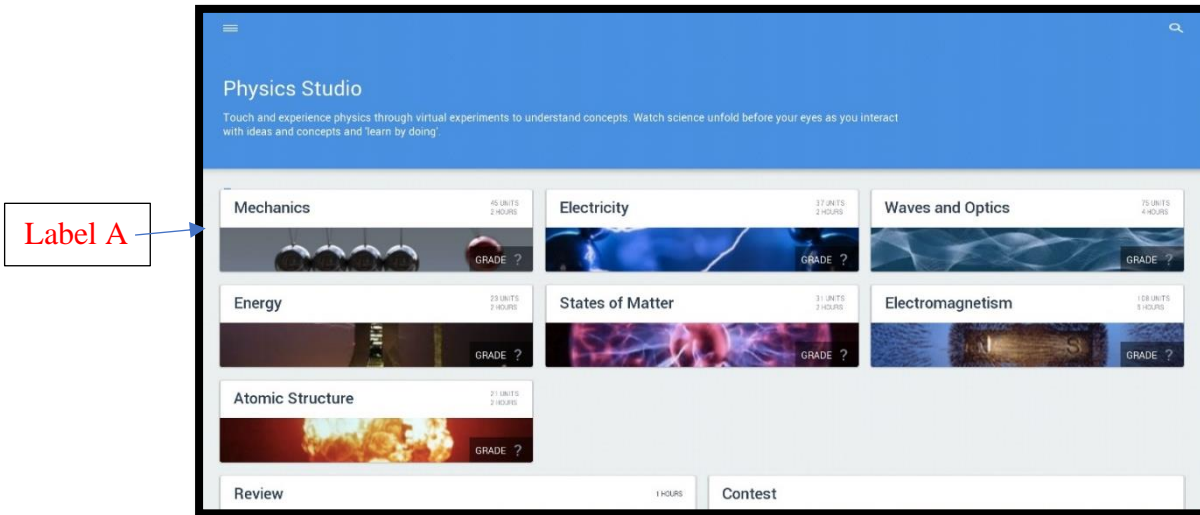 Physics Studio
Touch and experience physics through virtual experiments to understand concepts. Watch science unfold before your eyes as you interact
with ideas and concepts and 'learn by doing'.
Label A
Mechanics
45 UNITS
2 HOURS
GRADE ?
Electricity
37 UNITS
2 HOURS
GRADE ?
Waves and Optics
75 UNITS
4 HOURS
GRADE ?
Energy
UNITS
2 HOURS
GRADE ?
States of Matter
31 UNITS
2 HOURS
GRADE ?
Electromagnetism
108 UNITS
5 HOURS
N S
GRADE ?
Atomic Structure
21 UNITS
2 HOURS
GRADE ?
Review
1 HOURS
Contest